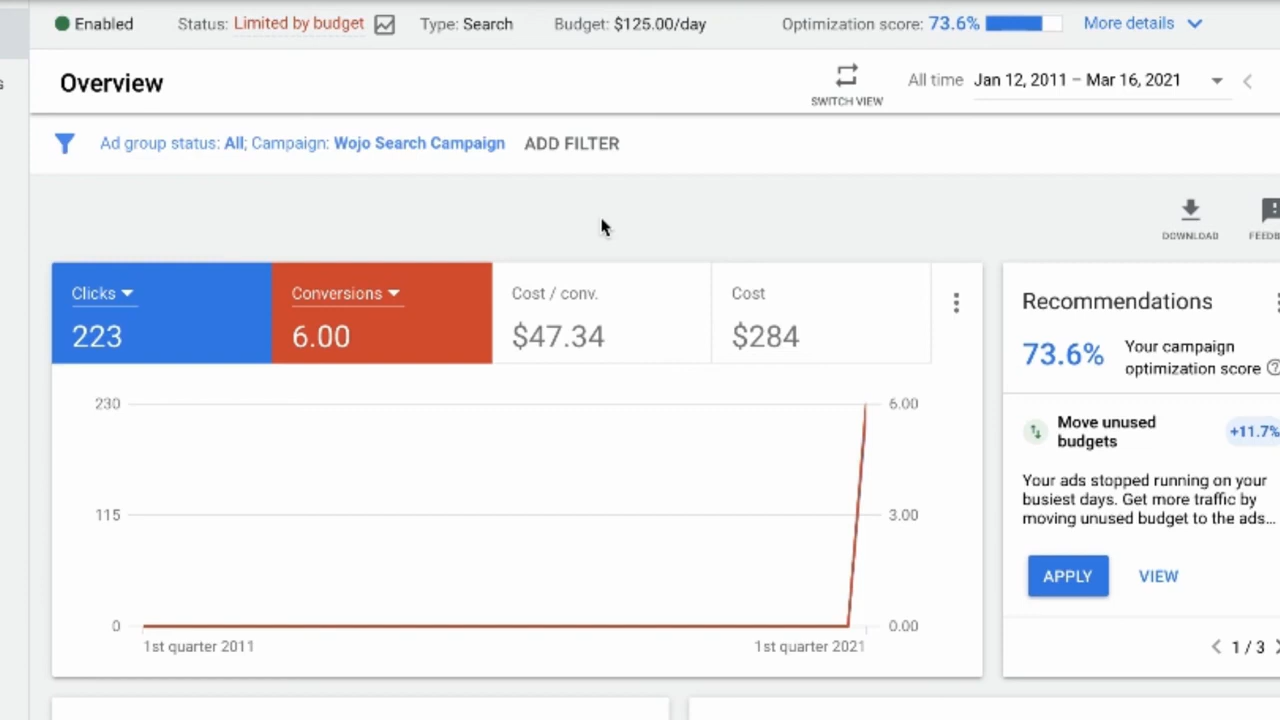 Enabled Status: Limited by budget Type: Search Budget: $125.00/day Optimization score: 73.6% More details
Overview
SWITCH VIEW
All time Jan 12, 2011 – Mar 16, 2021
Ad group status: All; Campaign: Wojo Search Campaign ADD FILTER
DOWNLOAD
Clicks Conversions Cost / conv. Cost
223 6.00 $47.34 $284
230 6.00
115 3.00
0 0.00
1st quarter 2011 1st quarter 2021
Recommendations
73.6% Your campaign
optimization score
Move unused
budgets
+11.7%
Your ads stopped running on your
busiest days. Get more traffic by
moving unused budget to the ads...
APPLY VIEW
1 / 3